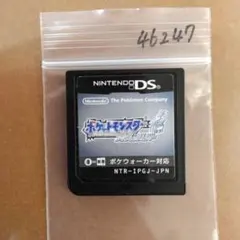 46247
NINTENDO DS
Nintendo The Pokémon Company
ポケットモンスター
ポケウォーカー対応
NTR-IPGJ-JPN